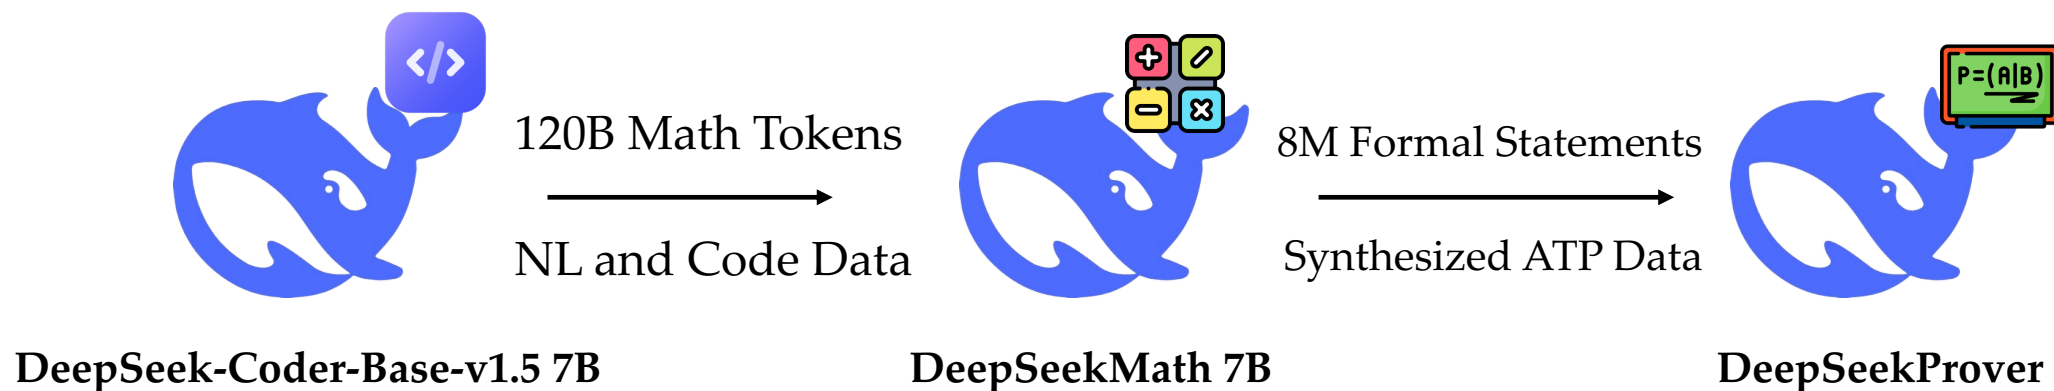 </>
120B Math Tokens
NL and Code Data
DeepSeek-Coder-Base-v1.5 7B
8M Formal Statements
Synthesized ATP Data
DeepSeekMath 7B
P=(A|B)
DeepSeekProver